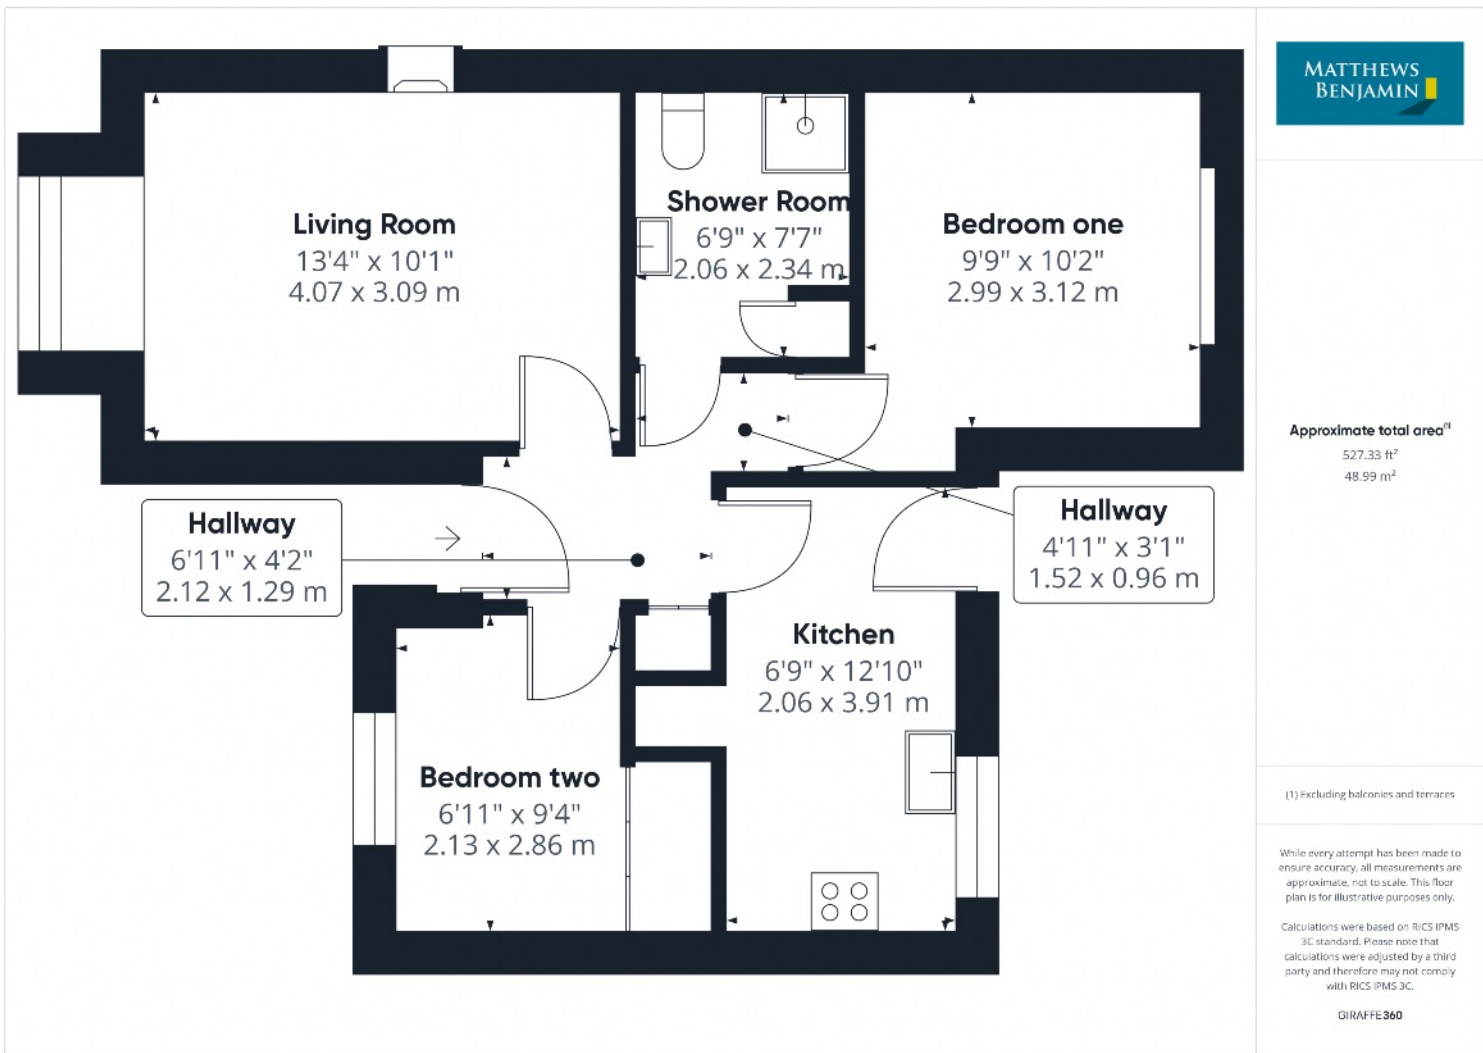 MATTHEWS
BENJAMIN
Living Room
13'4" x 10'1"
4.07 x 3.09 m
Shower Room
6'9" x 7'7"
2.06 x 2.34 m
Bedroom one
9'9" x 10'2"
2.99 x 3.12 m
Hallway
6'11" x 4'2"
2.12 x 1.29 m
Hallway
4'11" x 3'1"
1.52 x 0.96 m
Kitchen
6'9" x 12'10"
2.06 x 3.91 m
Bedroom two
6'11" x 9'4"
2.13 x 2.86 m
Approximate total area⁽¹⁾
527.33 ft²
48.99 m²
(1) Excluding balconies and terraces
While every attempt has been made to
ensure accuracy, all measurements are
approximate, not to scale. This floor
plan is for illustrative purposes only.
Calculations were based on RICS IPMS
3C standard. Please note that
calculations were adjusted by a third
party and therefore may not comply
with RICS IPMS 3C.
GIRAFFE360